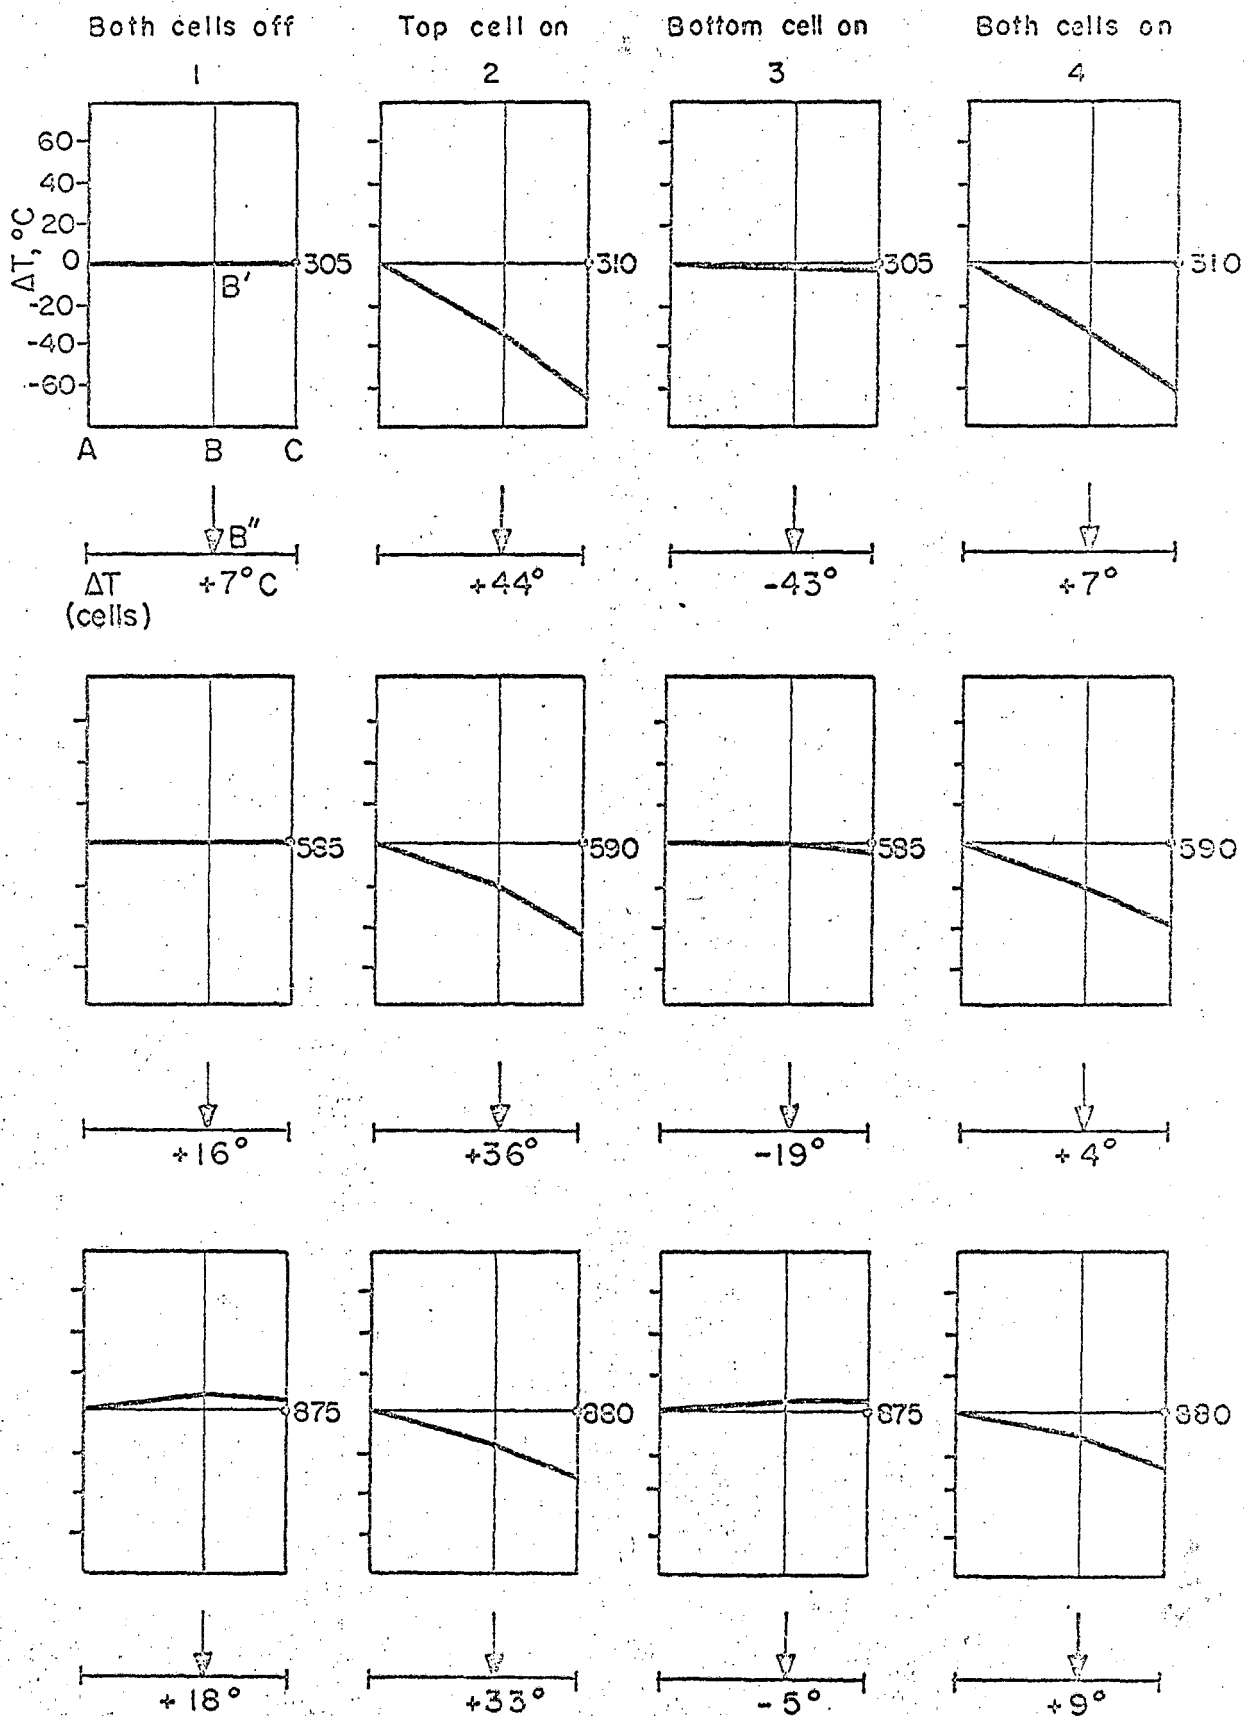 Both cells off Top cell on Bottom cell on Both cells on
1 2 3 4
60
40
20
0
-20
-40
-60
ΔT, °C
B'
305 310 305 310
A B C
B"
ΔT (cells)
+7°C +44° -43° +7°
585 590 585 590
+16° +36° -19° +4°
875 880 875 880
+18° +33° -5° +9°